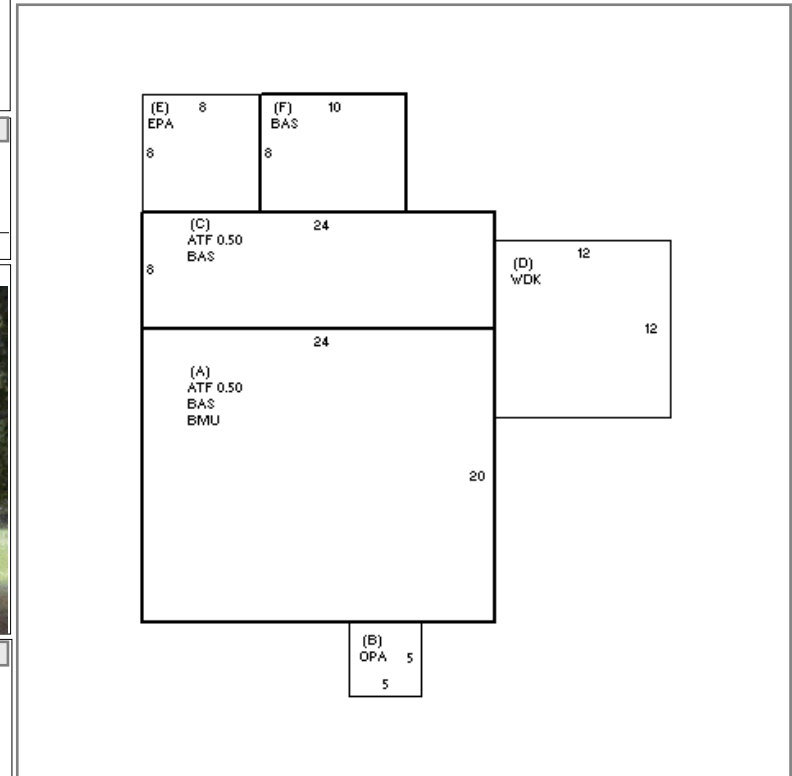 (E) 8
EPA
8
(F) 10
BAS
8
(C) 24
ATF 0.50
BAS
8
(D) 12
WDK
12
24
(A)
ATF 0.50
BAS
BMU
20
(B)
OPA 5
5